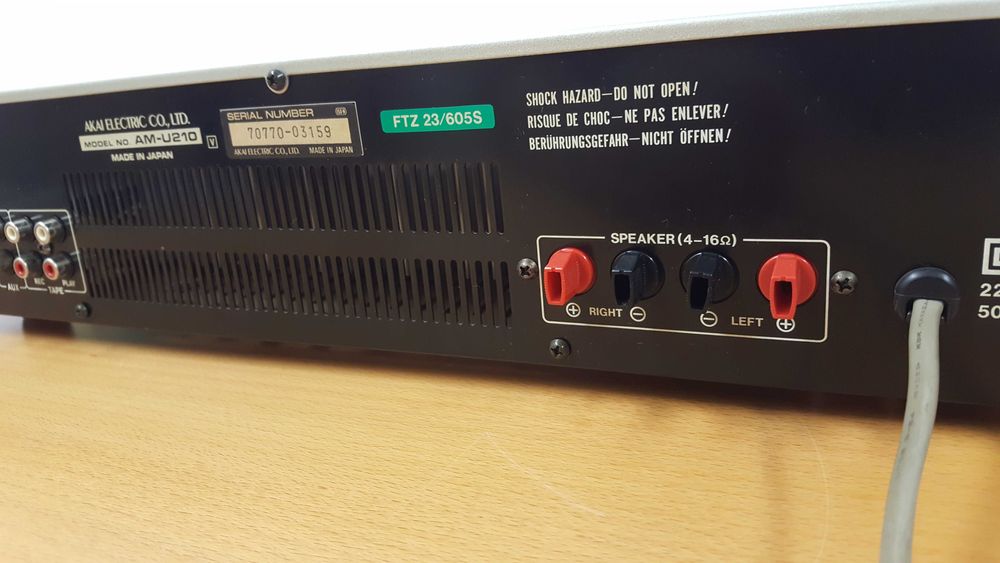 AKAI ELECTRIC CO., LTD.
MODEL NO. AM-U210 V
MADE IN JAPAN
SERIAL NUMBER
70770-03159
AKAI ELECTRIC CO., LTD. MADE IN JAPAN
FTZ 23/605S
SHOCK HAZARD—DO NOT OPEN!
RISQUE DE CHOC—NE PAS ENLEVER!
BERÜHRUNGSGEFAHR—NICHT ÖFFNEN!
SPEAKER (4-16Ω)
⊕ RIGHT ⊖ ⊖ LEFT ⊕
AUX REC PLAY
TAPE
22
50